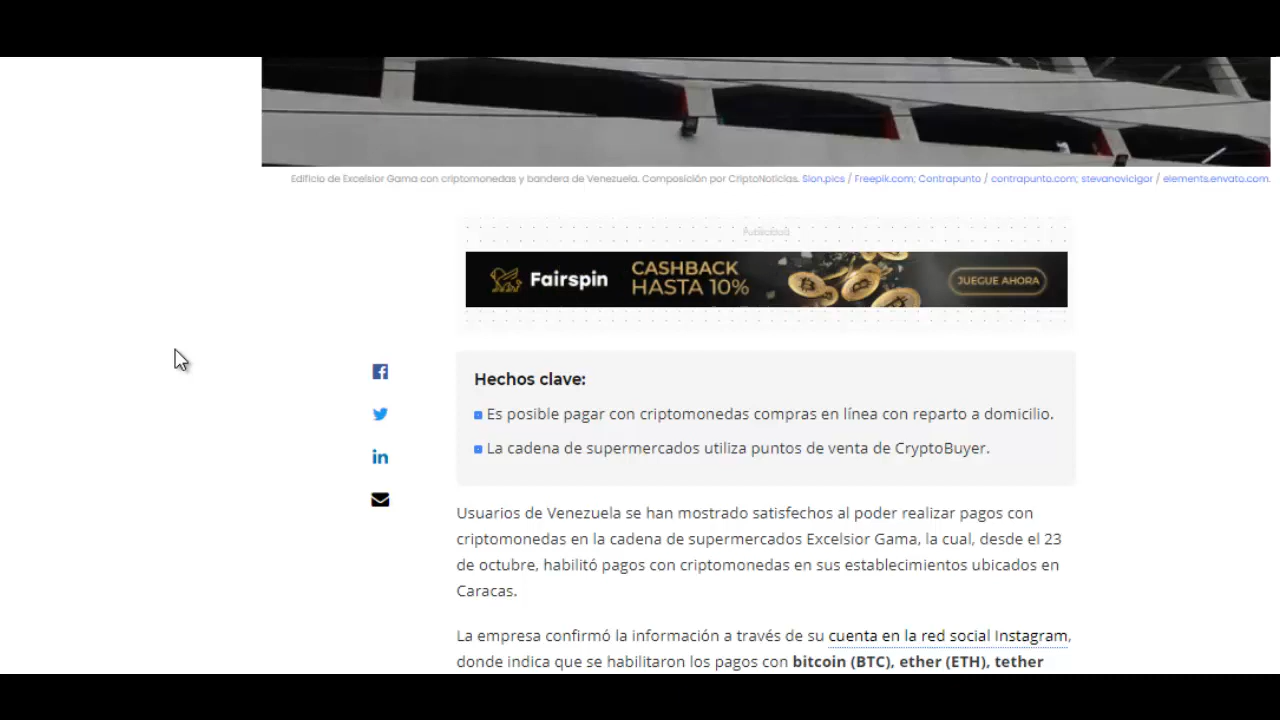 Edificio de Excelsior Gama con criptomonedas y bandera de Venezuela. Composición por CriptoNoticias. Sion.pics / Freepik.com; Contrapunto / contrapunto.com; stevanovicigor / elements.envato.com.
Publicidad
Fairspin CASHBACK HASTA 10% JUEGUE AHORA
Hechos clave:
Es posible pagar con criptomonedas compras en línea con reparto a domicilio.
La cadena de supermercados utiliza puntos de venta de CryptoBuyer.
Usuarios de Venezuela se han mostrado satisfechos al poder realizar pagos con
criptomonedas en la cadena de supermercados Excelsior Gama, la cual, desde el 23
de octubre, habilitó pagos con criptomonedas en sus establecimientos ubicados en
Caracas.
La empresa confirmó la información a través de su cuenta en la red social Instagram,
donde indica que se habilitaron los pagos con bitcoin (BTC), ether (ETH), tether